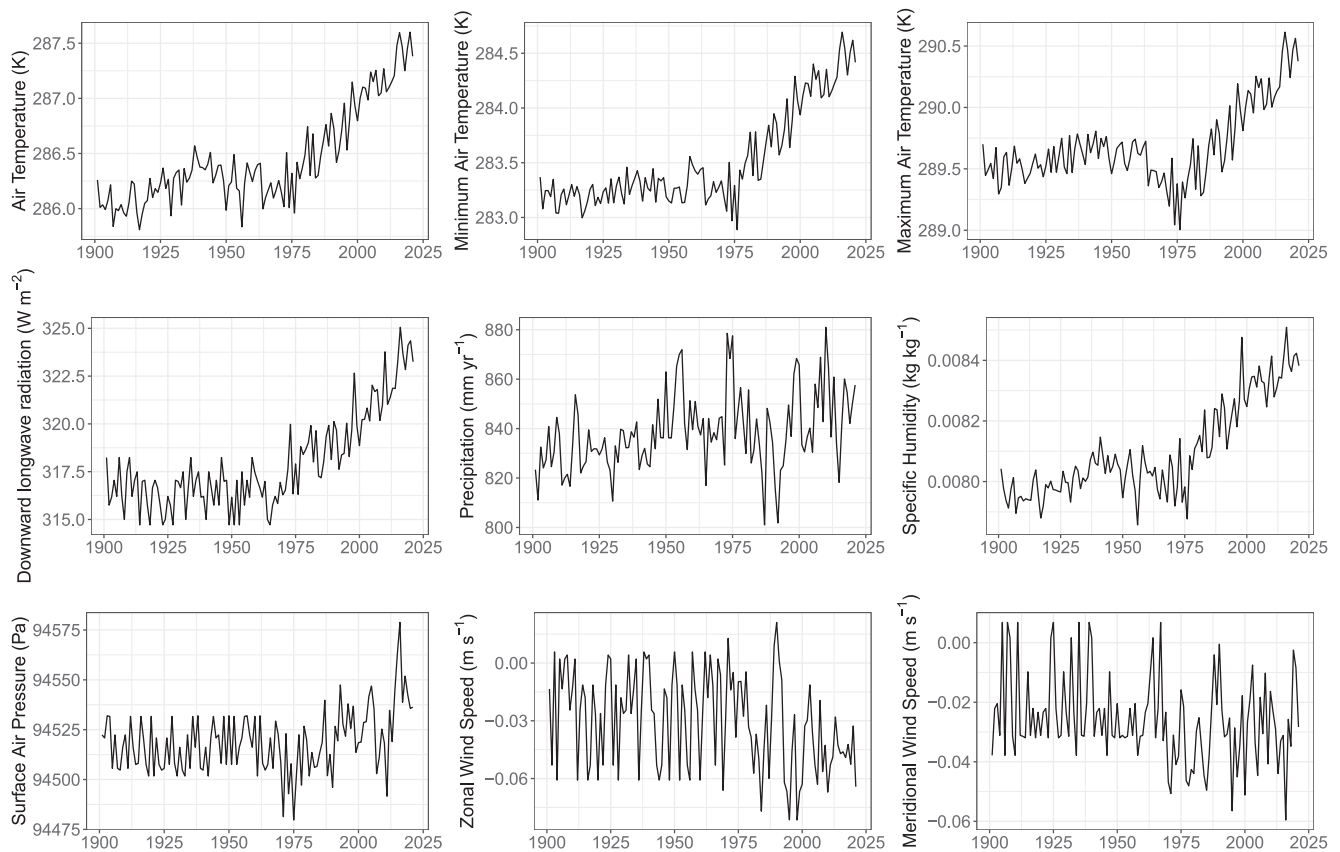 Air Temperature (K)
287.5
287.0
286.5
286.0
1900 1925 1950 1975 2000 2025
Minimum Air Temperature (K)
284.5
284.0
283.5
283.0
1900 1925 1950 1975 2000 2025
Maximum Air Temperature (K)
290.5
290.0
289.5
289.0
1900 1925 1950 1975 2000 2025
Downward longwave radiation (W m⁻²)
325.0
322.5
320.0
317.5
315.0
1900 1925 1950 1975 2000 2025
Precipitation (mm yr⁻¹)
880
860
840
820
800
1900 1925 1950 1975 2000 2025
Specific Humidity (kg kg⁻¹)
0.0084
0.0082
0.0080
1900 1925 1950 1975 2000 2025
Surface Air Pressure (Pa)
94575
94550
94525
94500
94475
1900 1925 1950 1975 2000 2025
Zonal Wind Speed (m s⁻¹)
0.00
−0.03
−0.06
1900 1925 1950 1975 2000 2025
Meridional Wind Speed (m s⁻¹)
0.00
−0.02
−0.04
−0.06
1900 1925 1950 1975 2000 2025